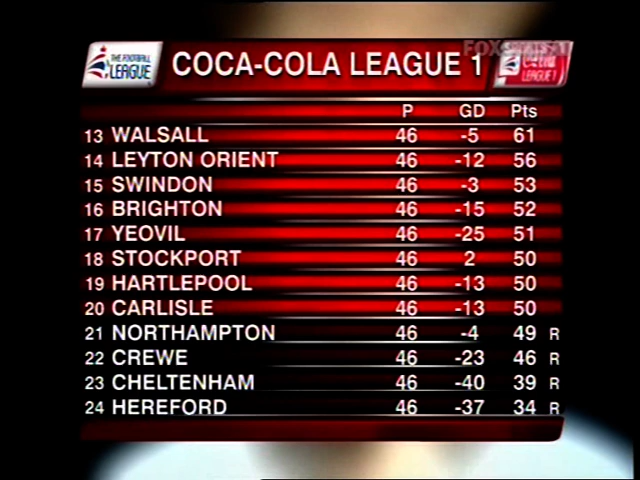 THE FOOTBALL LEAGUE
COCA-COLA LEAGUE 1
LEAGUE 1
P GD Pts
13 WALSALL 46 -5 61
14 LEYTON ORIENT 46 -12 56
15 SWINDON 46 -3 53
16 BRIGHTON 46 -15 52
17 YEOVIL 46 -25 51
18 STOCKPORT 46 2 50
19 HARTLEPOOL 46 -13 50
20 CARLISLE 46 -13 50
21 NORTHAMPTON 46 -4 49 R
22 CREWE 46 -23 46 R
23 CHELTENHAM 46 -40 39 R
24 HEREFORD 46 -37 34 R